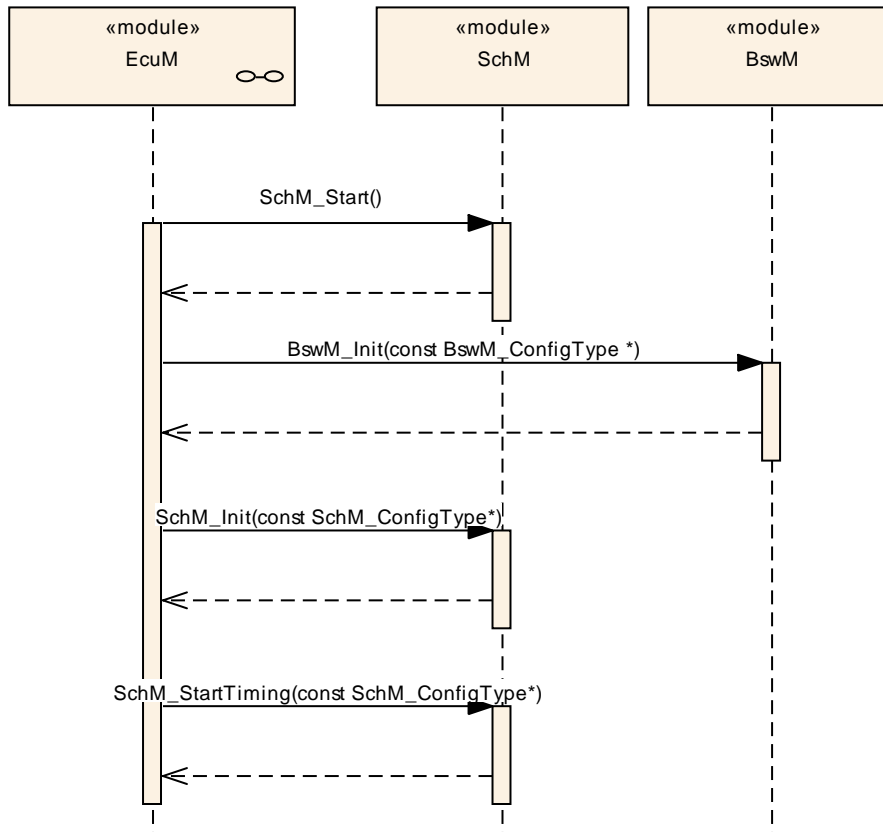 «module»
EcuM
«module»
SchM
«module»
BswM
SchM_Start()
BswM_Init(const BswM_ConfigType *)
SchM_Init(const SchM_ConfigType*)
SchM_StartTiming(const SchM_ConfigType*)